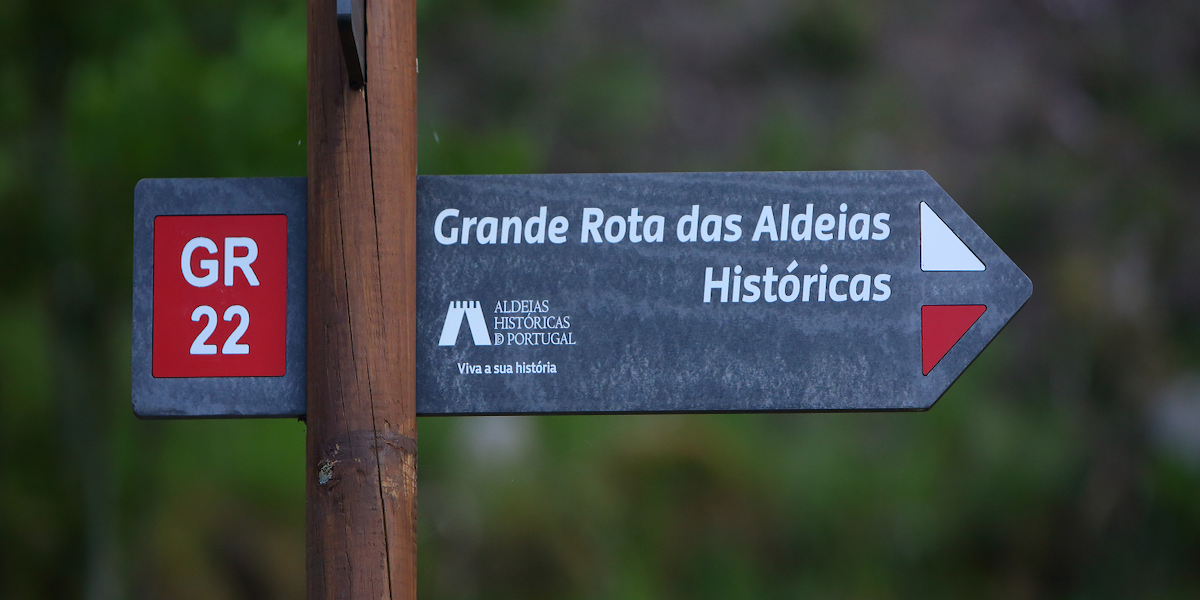 GR
22
Grande Rota das Aldeias
Históricas
ALDEIAS
HISTÓRICAS
DE PORTUGAL
Viva a sua história